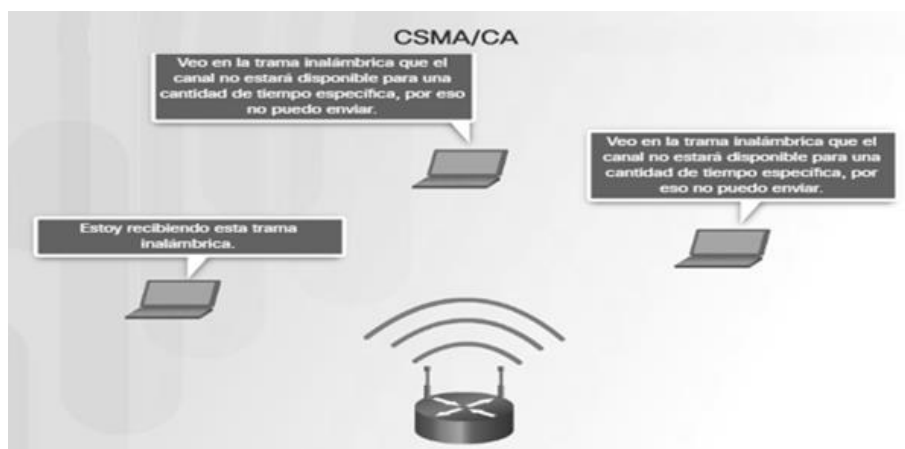 CSMA/CA
Veo en la trama inalámbrica que el
canal no estará disponible para una
cantidad de tiempo específica, por eso
no puedo enviar.
Veo en la trama inalámbrica que el
canal no estará disponible para una
cantidad de tiempo específica, por
eso no puedo enviar.
Estoy recibiendo esta trama
inalámbrica.